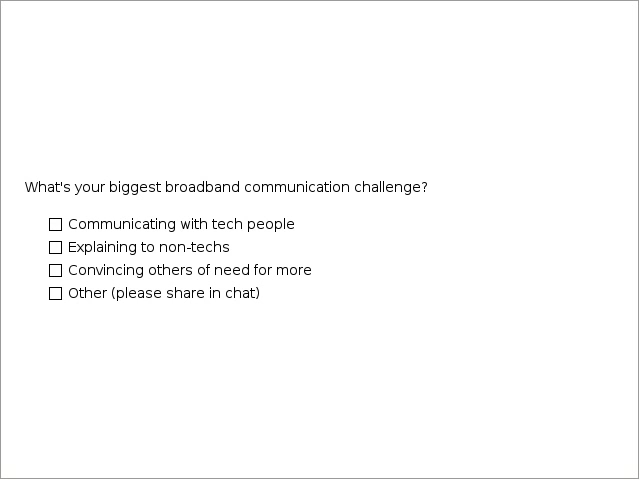 What's your biggest broadband communication challenge?
Communicating with tech people
Explaining to non-techs
Convincing others of need for more
Other (please share in chat)